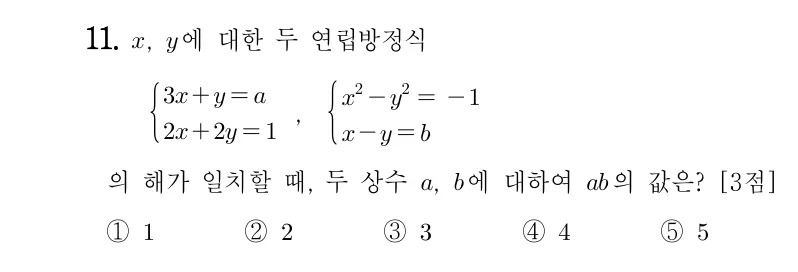 11. x, y에 대한 두 연립방정식
{3x+y=a
2x+2y=1 , {x²-y²= -1
x-y=b
의 해가 일치할 때, 두 상수 a, b에 대하여 ab의 값은? [3점]
① 1 ② 2 ③ 3 ④ 4 ⑤ 5